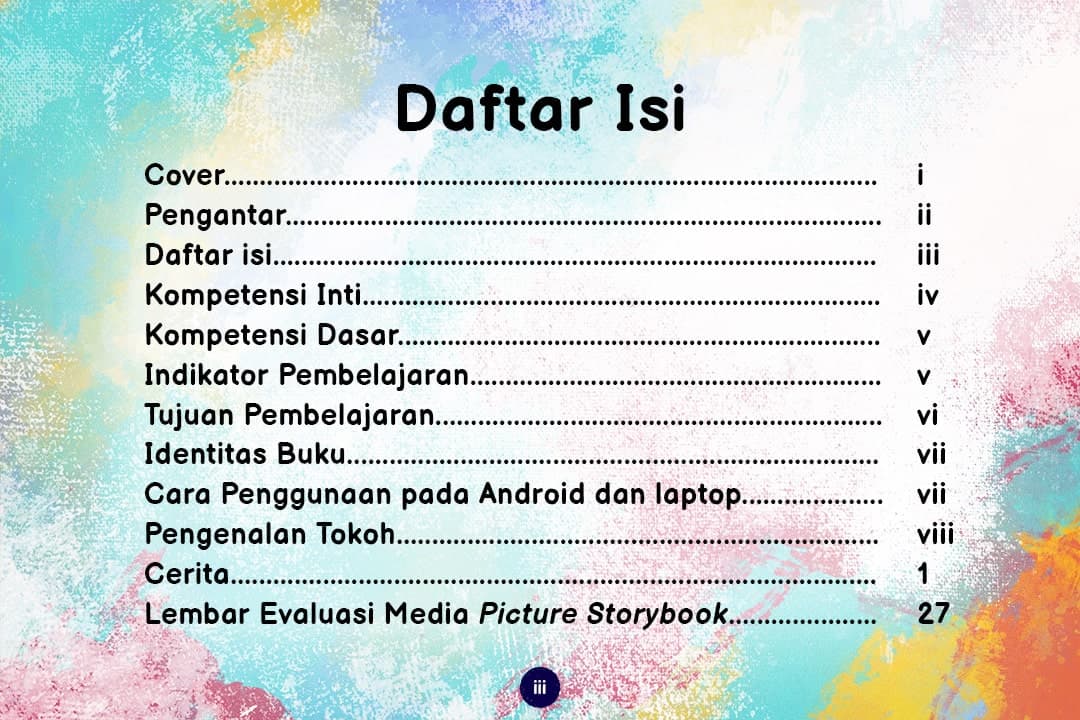 Daftar Isi
Cover........................................................................................... i
Pengantar.................................................................................... ii
Daftar isi..................................................................................... iii
Kompetensi Inti......................................................................... iv
Kompetensi Dasar.................................................................... v
Indikator Pembelajaran.......................................................... v
Tujuan Pembelajaran............................................................... vi
Identitas Buku........................................................................... vii
Cara Penggunaan pada Android dan laptop.................... vii
Pengenalan Tokoh.................................................................... viii
Cerita........................................................................................... 1
Lembar Evaluasi Media Picture Storybook..................... 27
iii